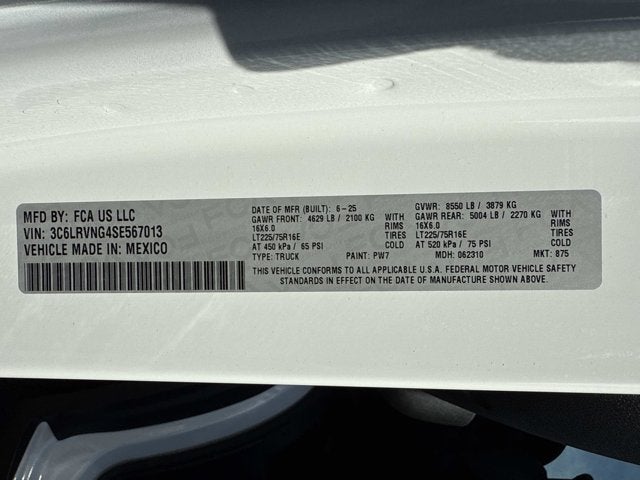 MFD BY: FCA US LLC
VIN: 3C6LRVNG4SE567013
VEHICLE MADE IN: MEXICO
DATE OF MFR (BUILT): 6-25
GAWR FRONT: 4629 LB / 2100 KG WITH
16X6.0 RIMS
LT225/75R16E TIRES
AT 450 kPa / 65 PSI COLD
TYPE: TRUCK PAINT: PW7
GVWR: 8550 LB / 3879 KG
GAWR REAR: 5004 LB / 2270 KG WITH
16X6.0 RIMS
LT225/75R16E TIRES
AT 520 kPa / 75 PSI COLD
MDH: 062310 MKT: 875
THIS VEHICLE CONFORMS TO ALL APPLICABLE U.S.A. FEDERAL MOTOR VEHICLE SAFETY
STANDARDS IN EFFECT ON THE DATE OF MANUFACTURE SHOWN ABOVE.